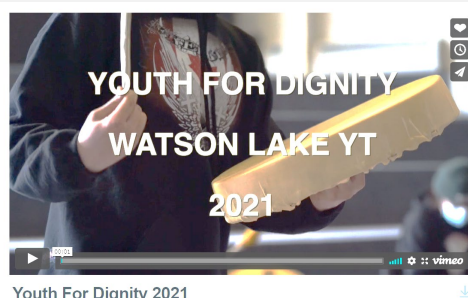 YOUTH FOR DIGNITY
WATSON LAKE YT
2021
00:01
vimeo
Youth For Dignity 2021